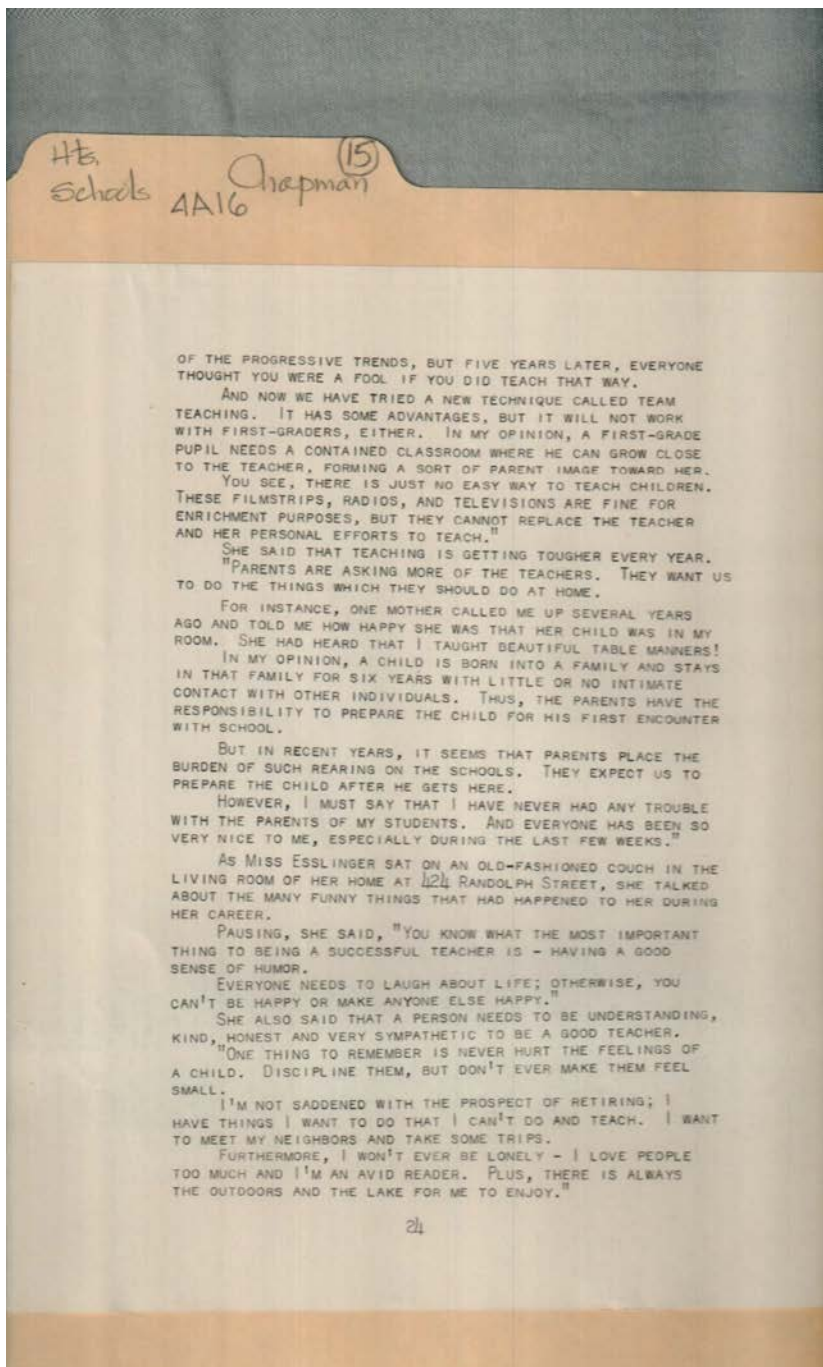 Hts.
Schools
4A16
Chapman
15
OF THE PROGRESSIVE TRENDS, BUT FIVE YEARS LATER, EVERYONE
THOUGHT YOU WERE A FOOL IF YOU DID TEACH THAT WAY.
AND NOW WE HAVE TRIED A NEW TECHNIQUE CALLED TEAM
TEACHING. IT HAS SOME ADVANTAGES, BUT IT WILL NOT WORK
WITH FIRST-GRADERS, EITHER. IN MY OPINION, A FIRST-GRADE
PUPIL NEEDS A CONTAINED CLASSROOM WHERE HE CAN GROW CLOSE
TO THE TEACHER, FORMING A SORT OF PARENT IMAGE TOWARD HER.
YOU SEE, THERE IS JUST NO EASY WAY TO TEACH CHILDREN.
THESE FILMSTRIPS, RADIOS, AND TELEVISIONS ARE FINE FOR
ENRICHMENT PURPOSES, BUT THEY CANNOT REPLACE THE TEACHER
AND HER PERSONAL EFFORTS TO TEACH."
SHE SAID THAT TEACHING IS GETTING TOUGHER EVERY YEAR.
"PARENTS ARE ASKING MORE OF THE TEACHERS. THEY WANT US
TO DO THE THINGS WHICH THEY SHOULD DO AT HOME.
FOR INSTANCE, ONE MOTHER CALLED ME UP SEVERAL YEARS
AGO AND TOLD ME HOW HAPPY SHE WAS THAT HER CHILD WAS IN MY
ROOM. SHE HAD HEARD THAT I TAUGHT BEAUTIFUL TABLE MANNERS!
IN MY OPINION, A CHILD IS BORN INTO A FAMILY AND STAYS
IN THAT FAMILY FOR SIX YEARS WITH LITTLE OR NO INTIMATE
CONTACT WITH OTHER INDIVIDUALS. THUS, THE PARENTS HAVE THE
RESPONSIBILITY TO PREPARE THE CHILD FOR HIS FIRST ENCOUNTER
WITH SCHOOL.
BUT IN RECENT YEARS, IT SEEMS THAT PARENTS PLACE THE
BURDEN OF SUCH REARING ON THE SCHOOLS. THEY EXPECT US TO
PREPARE THE CHILD AFTER HE GETS HERE.
HOWEVER, I MUST SAY THAT I HAVE NEVER HAD ANY TROUBLE
WITH THE PARENTS OF MY STUDENTS. AND EVERYONE HAS BEEN SO
VERY NICE TO ME, ESPECIALLY DURING THE LAST FEW WEEKS."
AS MISS ESSLINGER SAT ON AN OLD-FASHIONED COUCH IN THE
LIVING ROOM OF HER HOME AT 424 RANDOLPH STREET, SHE TALKED
ABOUT THE MANY FUNNY THINGS THAT HAD HAPPENED TO HER DURING
HER CAREER.
PAUSING, SHE SAID, "YOU KNOW WHAT THE MOST IMPORTANT
THING TO BEING A SUCCESSFUL TEACHER IS - HAVING A GOOD
SENSE OF HUMOR.
EVERYONE NEEDS TO LAUGH ABOUT LIFE; OTHERWISE, YOU
CAN'T BE HAPPY OR MAKE ANYONE ELSE HAPPY."
SHE ALSO SAID THAT A PERSON NEEDS TO BE UNDERSTANDING,
KIND, HONEST AND VERY SYMPATHETIC TO BE A GOOD TEACHER.
"ONE THING TO REMEMBER IS NEVER HURT THE FEELINGS OF
A CHILD. DISCIPLINE THEM, BUT DON'T EVER MAKE THEM FEEL
SMALL.
I'M NOT SADDENED WITH THE PROSPECT OF RETIRING; I
HAVE THINGS I WANT TO DO THAT I CAN'T DO AND TEACH. I WANT
TO MEET MY NEIGHBORS AND TAKE SOME TRIPS.
FURTHERMORE, I WON'T EVER BE LONELY - I LOVE PEOPLE
TOO MUCH AND I'M AN AVID READER. PLUS, THERE IS ALWAYS
THE OUTDOORS AND THE LAKE FOR ME TO ENJOY."
24